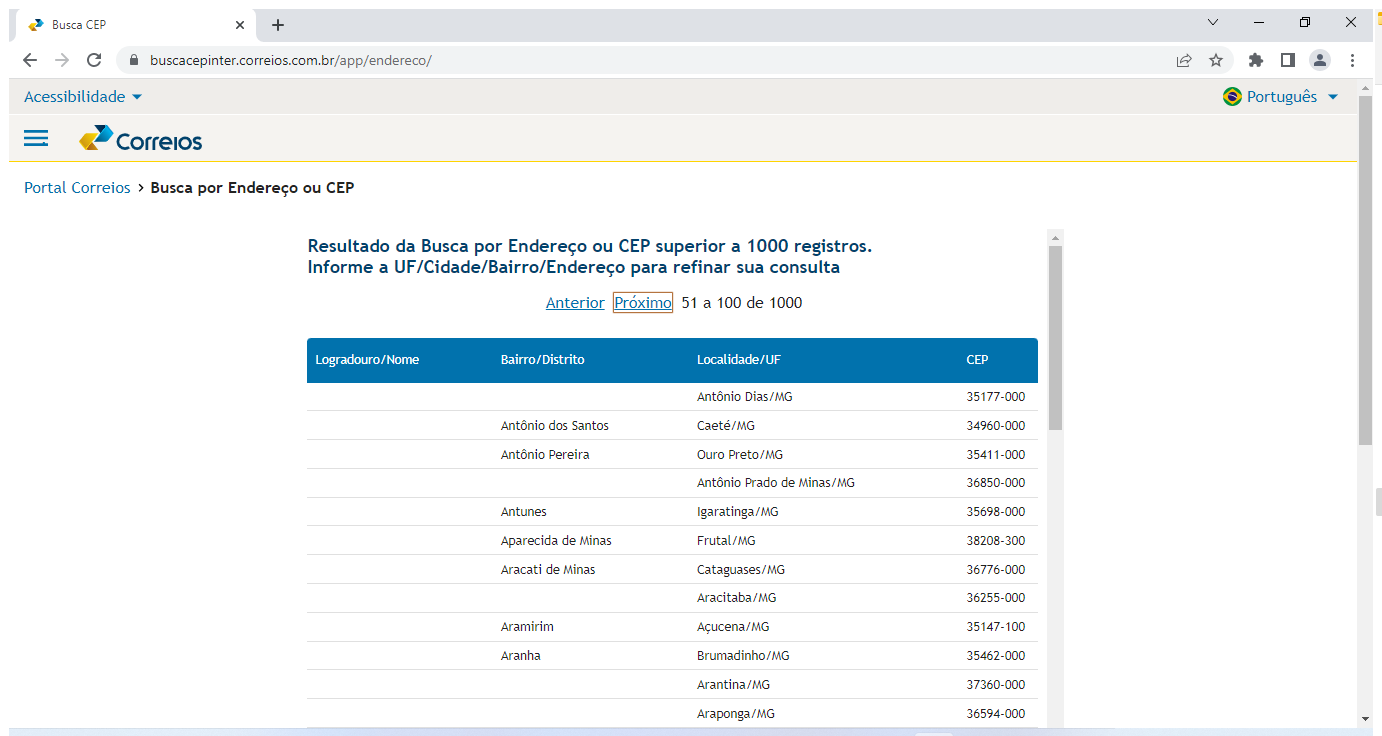 Busca CEP
buscacepinter.correios.com.br/app/endereco/
Acessibilidade
Português
Correios
Portal Correios > Busca por Endereço ou CEP
Resultado da Busca por Endereço ou CEP superior a 1000 registros.
Informe a UF/Cidade/Bairro/Endereço para refinar sua consulta
Anterior Próximo 51 a 100 de 1000
Logradouro/Nome Bairro/Distrito Localidade/UF CEP
Antônio Dias/MG 35177-000
Antônio dos Santos Caeté/MG 34960-000
Antônio Pereira Ouro Preto/MG 35411-000
Antônio Prado de Minas/MG 36850-000
Antunes Igaratinga/MG 35698-000
Aparecida de Minas Frutal/MG 38208-300
Aracati de Minas Cataguases/MG 36776-000
Aracitaba/MG 36255-000
Aramirim Açucena/MG 35147-100
Aranha Brumadinho/MG 35462-000
Arantina/MG 37360-000
Araponga/MG 36594-000